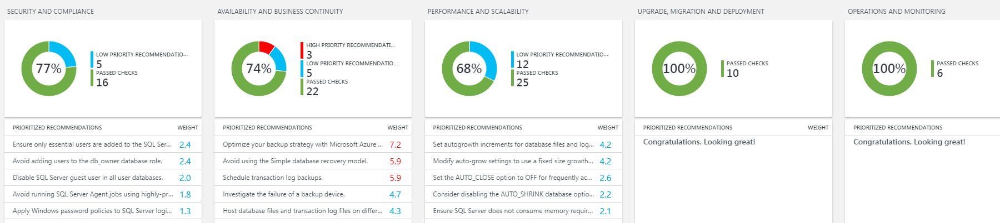 SECURITY AND COMPLIANCE
77%
LOW PRIORITY RECOMMENDATIO...
5
PASSED CHECKS
16
PRIORITIZED RECOMMENDATIONS WEIGHT
Ensure only essential users are added to the SQL Ser... 2.4
Avoid adding users to the db_owner database role. 2.4
Disable SQL Server guest user in all user databases. 2.0
Avoid running SQL Server Agent jobs using highly-pr... 1.8
Apply Windows password policies to SQL Server logi... 1.3
AVAILABILITY AND BUSINESS CONTINUITY
74%
HIGH PRIORITY RECOMMENDATI...
3
LOW PRIORITY RECOMMENDATIO...
5
PASSED CHECKS
22
PRIORITIZED RECOMMENDATIONS WEIGHT
Optimize your backup strategy with Microsoft Azure ... 7.2
Avoid using the Simple database recovery model. 5.9
Schedule transaction log backups. 5.9
Investigate the failure of a backup device. 4.7
Host database files and transaction log files on differ... 4.3
PERFORMANCE AND SCALABILITY
68%
LOW PRIORITY RECOMMENDATIO...
12
PASSED CHECKS
25
PRIORITIZED RECOMMENDATIONS WEIGHT
Set autogrowth increments for database files and log... 4.2
Modify auto-grow settings to use a fixed size growth... 4.2
Set the AUTO_CLOSE option to OFF for frequently ac... 2.6
Consider disabling the AUTO_SHRINK database optio... 2.2
Ensure SQL Server does not consume memory requir... 2.1
UPGRADE, MIGRATION AND DEPLOYMENT
100%
PASSED CHECKS
10
PRIORITIZED RECOMMENDATIONS WEIGHT
Congratulations. Looking great!
OPERATIONS AND MONITORING
100%
PASSED CHECKS
6
PRIORITIZED RECOMMENDATIONS
Congratulations. Looking great!